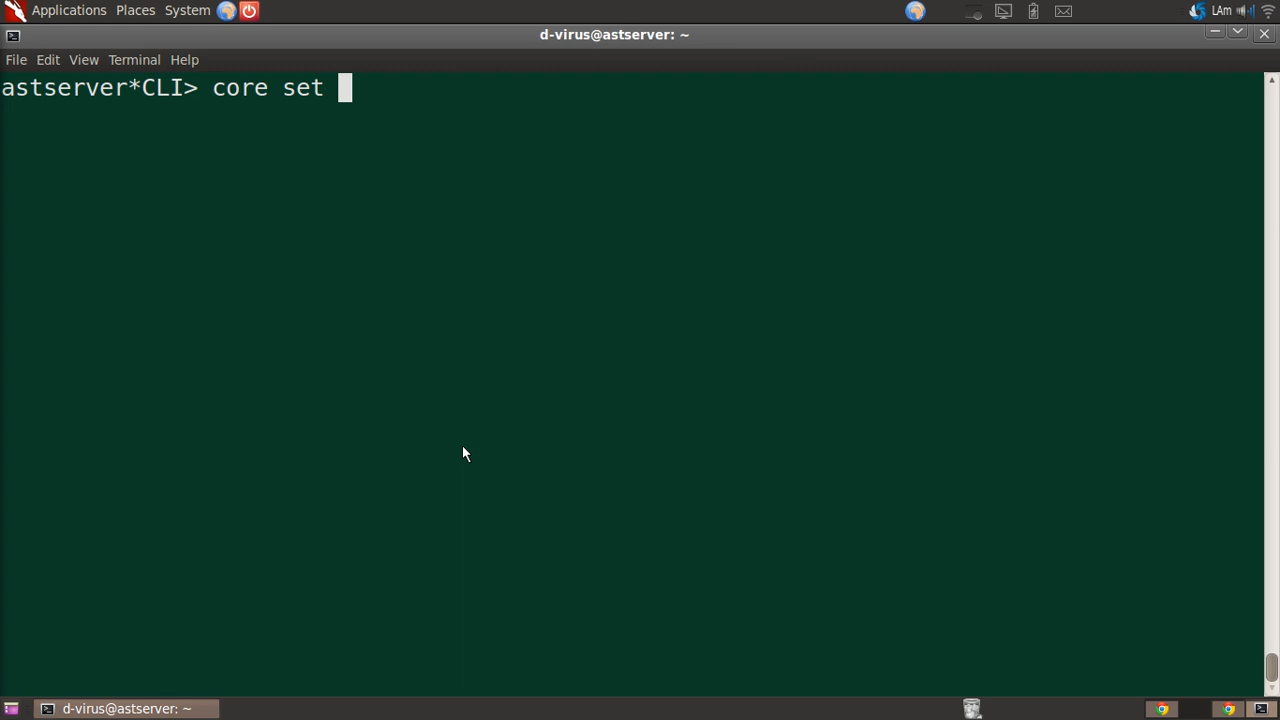 Applications Places System
LAm
d-virus@astserver: ~
File Edit View Terminal Help
astserver*CLI> core set
d-virus@astserver: ~